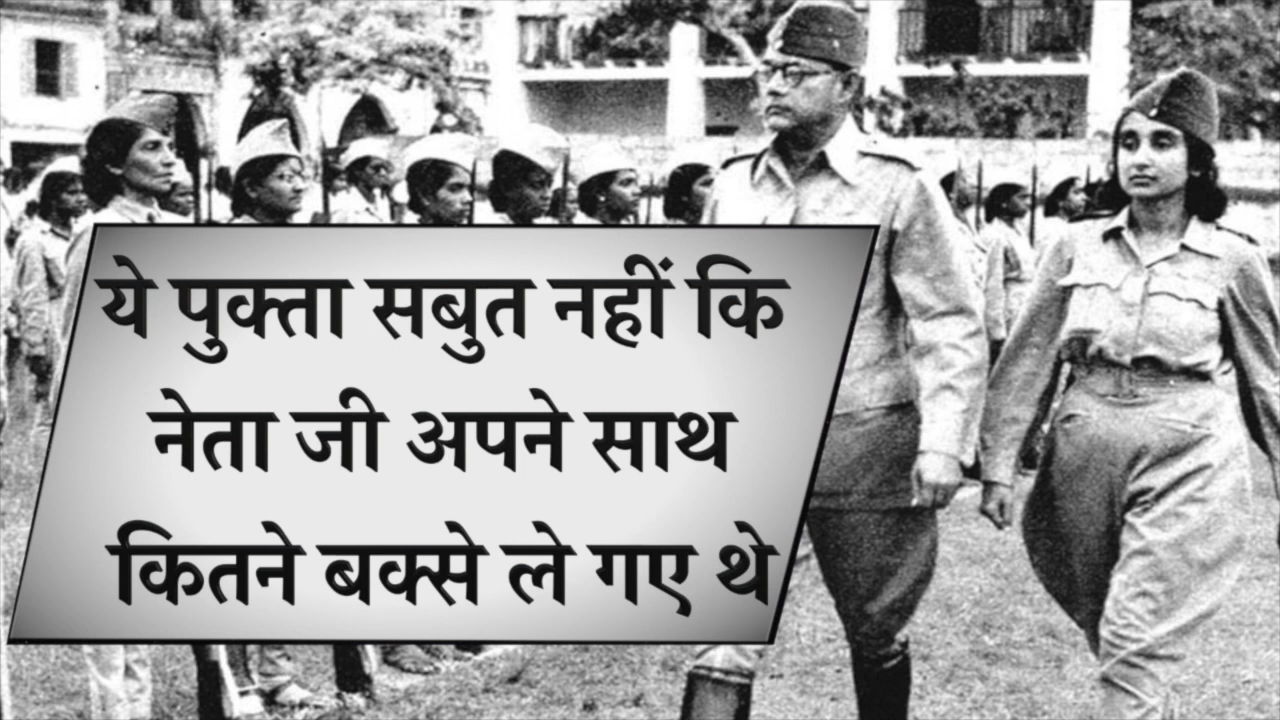 ये पुक्ता सबुत नहीं कि
नेता जी अपने साथ
कितने बक्से ले गए थे